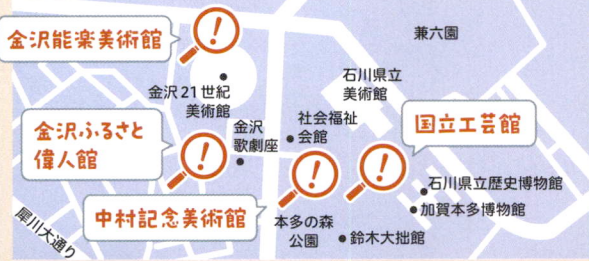 金沢能楽美術館
兼六園
金沢21世紀
美術館
石川県立
美術館
金沢ふるさと
偉人館
金沢
歌劇座
社会福祉
会館
国立工芸館
石川県立歴史博物館
加賀本多博物館
中村記念美術館
本多の森
公園
鈴木大拙館
犀川大通り